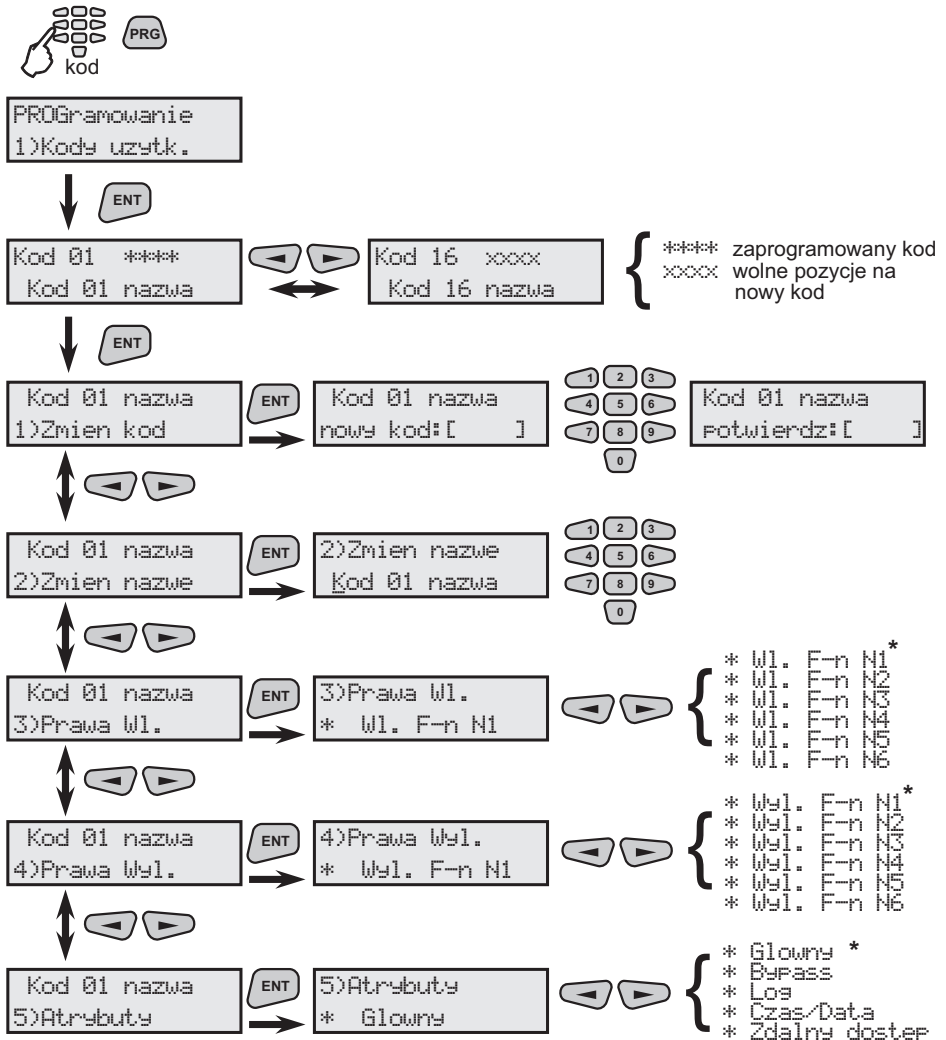 PRG
kod
PROGramowanie
1)Kody uzytk.
ENT
Kod 01 ****
Kod 01 nazwa
Kod 16 xxxx
Kod 16 nazwa
**** zaprogramowany kod
xxxx wolne pozycje na
nowy kod
ENT
Kod 01 nazwa
1)Zmien kod
ENT
Kod 01 nazwa
nowy kod:[ ]
1 2 3
4 5 6
7 8 9
0
Kod 01 nazwa
potwierdz:[ ]
Kod 01 nazwa
2)Zmien nazwe
ENT
2)Zmien nazwe
Kod 01 nazwa
1 2 3
4 5 6
7 8 9
0
Kod 01 nazwa
3)Prawa Wl.
ENT
3)Prawa Wl.
* Wl. F-n N1
* Wl. F-n N1*
* Wl. F-n N2
* Wl. F-n N3
* Wl. F-n N4
* Wl. F-n N5
* Wl. F-n N6
Kod 01 nazwa
4)Prawa Wyl.
ENT
4)Prawa Wyl.
* Wyl. F-n N1
* Wyl. F-n N1*
* Wyl. F-n N2
* Wyl. F-n N3
* Wyl. F-n N4
* Wyl. F-n N5
* Wyl. F-n N6
Kod 01 nazwa
5)Atrybuty
ENT
5)Atrybuty
* Glowny
* Glowny *
* Bypass
* Log
* Czas/Data
* Zdalny dostep